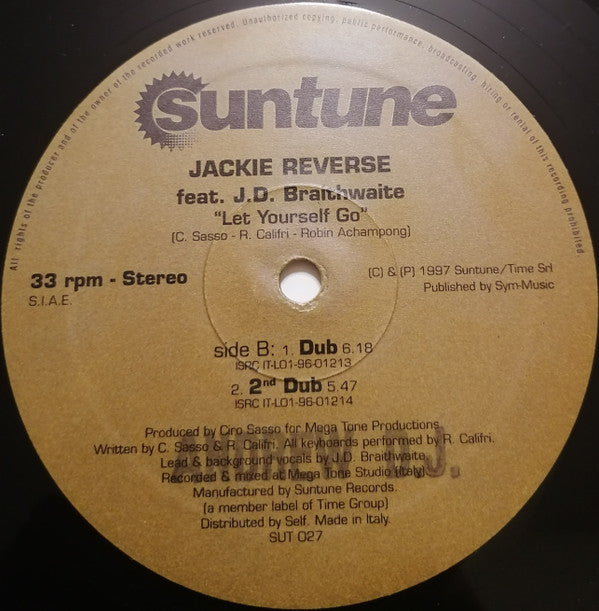 All rights of the producer and of the owner of the recorded work reserved. Unauthorized copying, public performance, broadcasting, hiring or rental of this recording prohibited.
suntune
JACKIE REVERSE
feat. J.D. Braithwaite
“Let Yourself Go”
(C. Sasso - R. Califri - Robin Achampong)
33 rpm - Stereo
S.I.A.E.
(C) & (P) 1997 Suntune/Time Srl
Published by Sym-Music
side B: 1. Dub 6.18
ISRC IT-L01-96-01213
2. 2nd Dub 5.47
ISRC IT-L01-96-01214
Produced by Ciro Sasso for Mega Tone Productions
Written by C. Sasso & R. Califri. All keyboards performed by R. Califri.
Lead & background vocals by J.D. Braithwaite.
Recorded & mixed at Mega Tone Studio (Italy).
Manufactured by Suntune Records.
(a member label of Time Group)
Distributed by Self. Made in Italy.
SUT 027